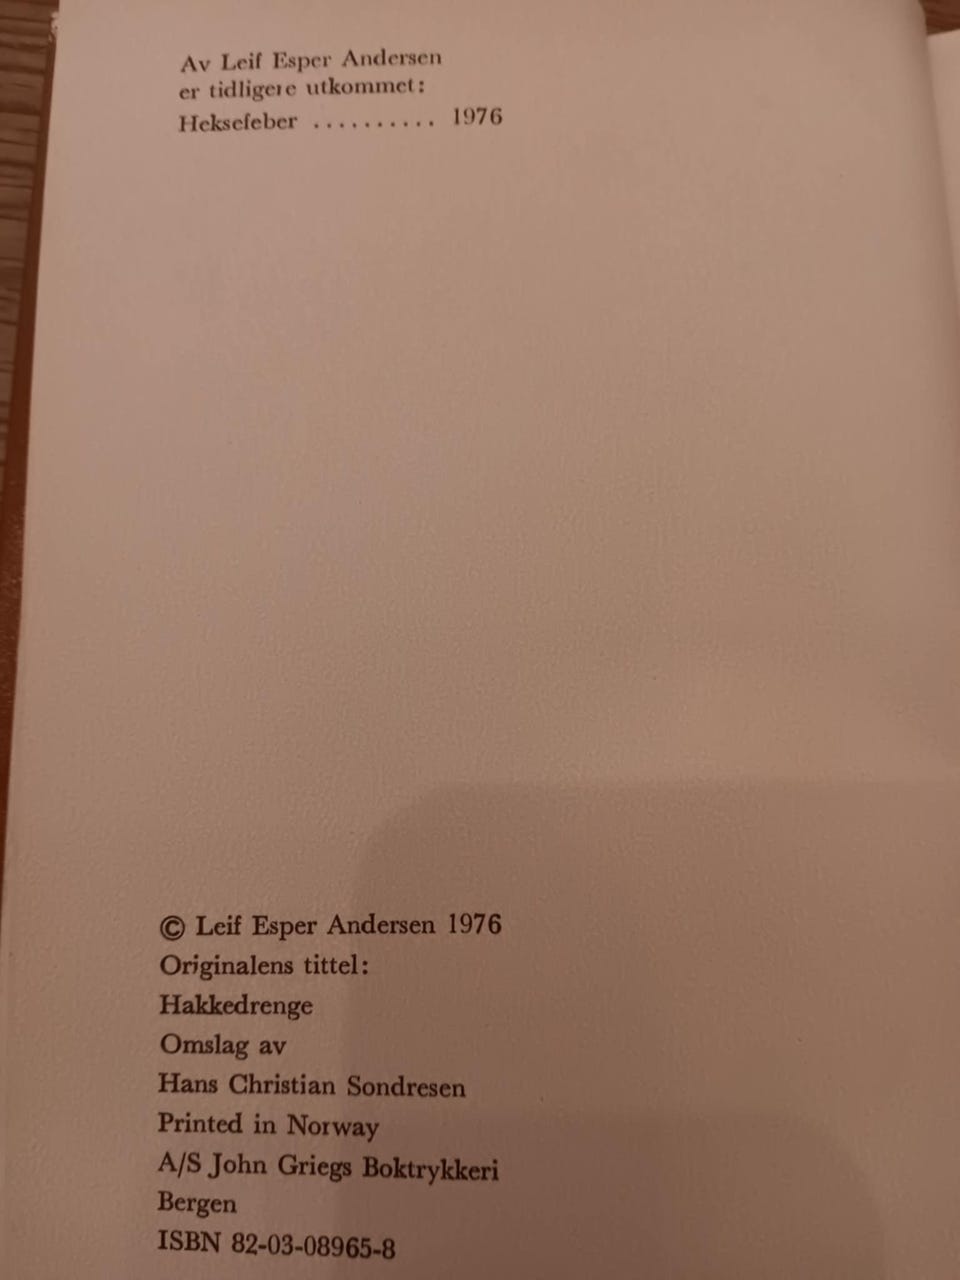 Av Leif Esper Andersen
er tidligere utkommet:
Heksefeber .......... 1976
© Leif Esper Andersen 1976
Originalens tittel:
Hakkedrenge
Omslag av
Hans Christian Sondresen
Printed in Norway
A/S John Griegs Boktrykkeri
Bergen
ISBN 82-03-08965-8